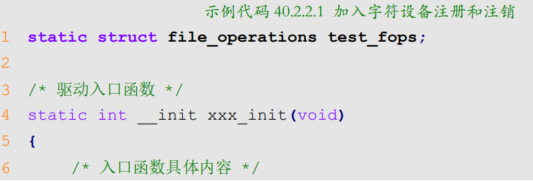 示例代码 40.2.2.1 加入字符设备注册和注销
1 static struct file_operations test_fops;
2
3 /* 驱动入口函数 */
4 static int __init xxx_init(void)
5 {
6     /* 入口函数具体内容 */